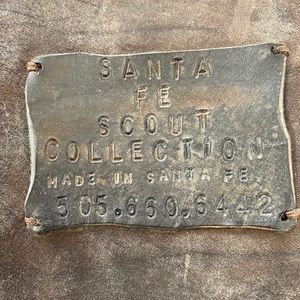 SANTA
FE
SCOUT
COLLECTION
MADE IN SANTA FE.
505.660.6442